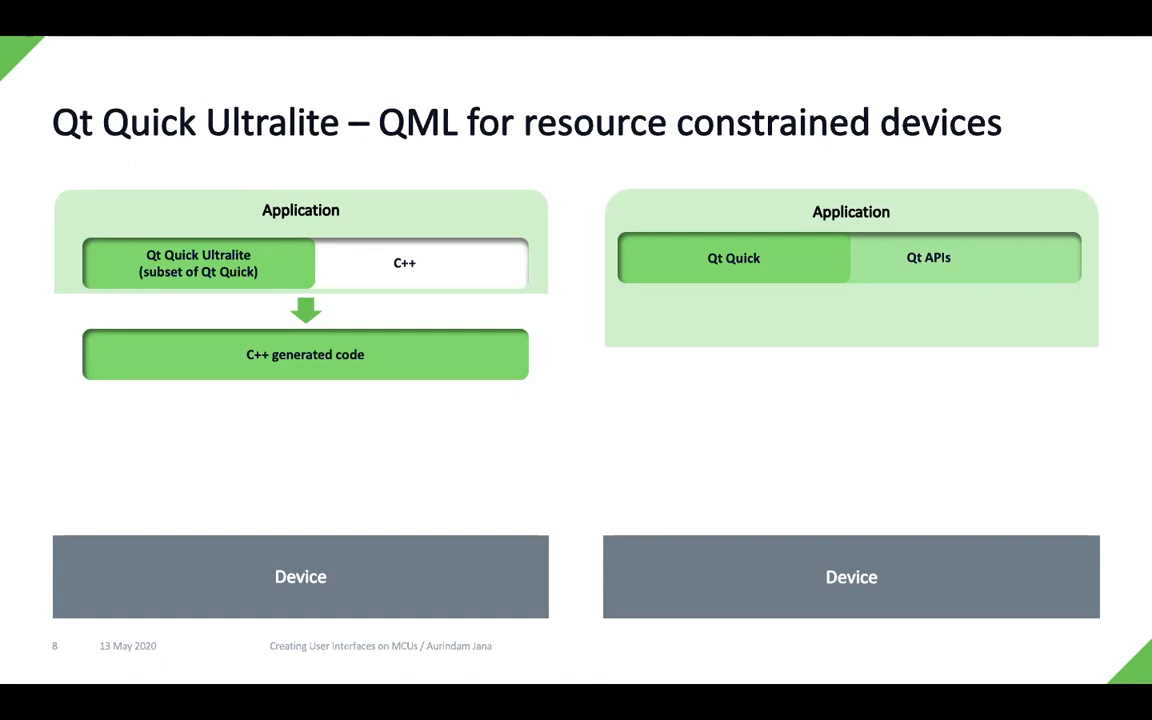 Qt Quick Ultralite – QML for resource constrained devices
Application
Qt Quick Ultralite
(subset of Qt Quick)
C++
C++ generated code
Device
Application
Qt Quick
Qt APIs
Device
8
13 May 2020
Creating User Interfaces on MCUs / Aurindam Jana